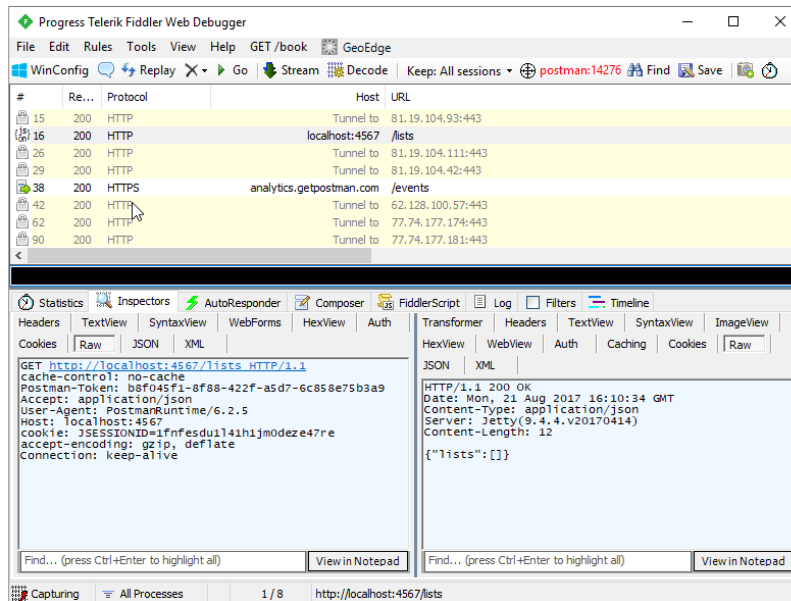 Progress Telerik Fiddler Web Debugger
File Edit Rules Tools View Help GET /book GeoEdge
WinConfig Replay Go Stream Decode Keep: All sessions postman:14276 Find Save
# Re... Protocol Host URL
15 200 HTTP Tunnel to 81.19.104.93:443
16 200 HTTP localhost:4567 /lists
26 200 HTTP Tunnel to 81.19.104.111:443
29 200 HTTP Tunnel to 81.19.104.42:443
38 200 HTTPS analytics.getpostman.com /events
42 200 HTTP Tunnel to 62.128.100.57:443
62 200 HTTP Tunnel to 77.74.177.174:443
90 200 HTTP Tunnel to 77.74.177.181:443
Statistics Inspectors AutoResponder Composer FiddlerScript Log Filters Timeline
Headers TextView SyntaxView WebForms HexView Auth
Cookies Raw JSON XML
GET http://localhost:4567/lists HTTP/1.1
cache-control: no-cache
Postman-Token: b8f045f1-8f88-422f-a5d7-6c858e75b3a9
Accept: application/json
User-Agent: PostmanRuntime/6.2.5
Host: localhost:4567
cookie: JSESSIONID=1fnfesdu1l41h1jm0deze47re
accept-encoding: gzip, deflate
Connection: keep-alive
Find... (press Ctrl+Enter to highlight all) View in Notepad
Transformer Headers TextView SyntaxView ImageView
HexView WebView Auth Caching Cookies Raw
JSON XML
HTTP/1.1 200 OK
Date: Mon, 21 Aug 2017 16:10:34 GMT
Content-Type: application/json
Server: Jetty(9.4.4.v20170414)
Content-Length: 12
{"lists":[]}
Find... (press Ctrl+Enter to highlight all) View in Notepad
Capturing All Processes 1 / 8 http://localhost:4567/lists